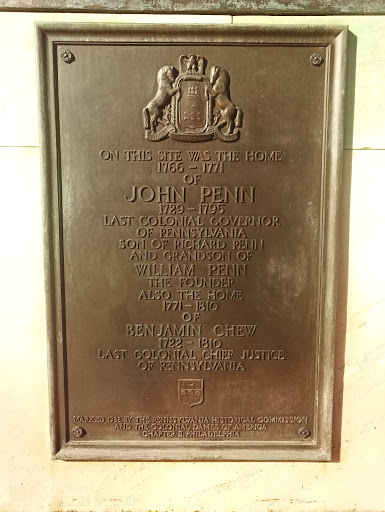 ON THIS SITE WAS THE HOME
1766 - 1771
OF
JOHN PENN
1729 - 1795
LAST COLONIAL GOVERNOR
OF PENNSYLVANIA
SON OF RICHARD PENN
AND GRANDSON OF
WILLIAM PENN
THE FOUNDER
ALSO THE HOME
1771 - 1810
OF
BENJAMIN CHEW
1722 - 1810
LAST COLONIAL CHIEF JUSTICE
OF PENNSYLVANIA
MARKED BY THE PENNSYLVANIA HISTORICAL COMMISSION
AND THE COLONIAL DAMES OF AMERICA
CHAPTER II PHILADELPHIA